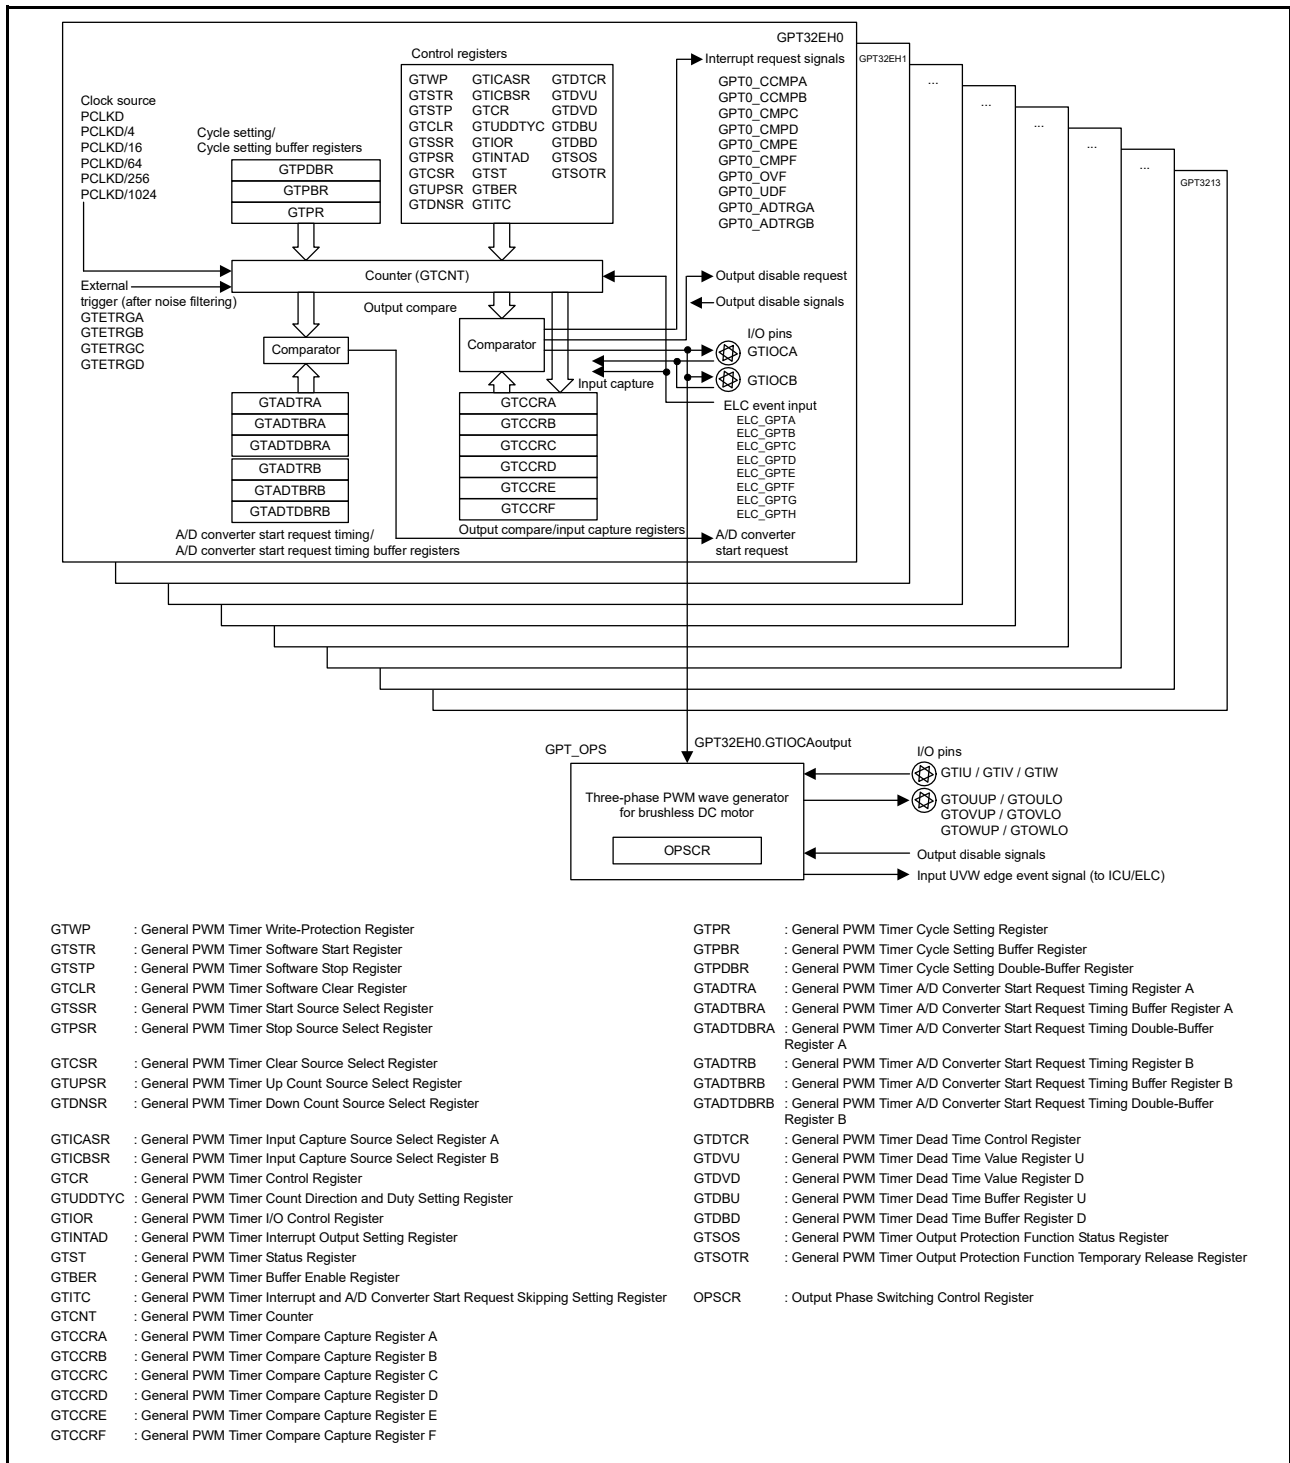 GPT32EH0
GPT32EH1
...
...
...
...
...
GPT3213
Control registers
GTWP GTICASR GTDTCR
GTSTR GTICBSR GTDVU
GTSTP GTCR GTDVD
GTCLR GTUDDTYC GTDBU
GTSSR GTIOR GTDBD
GTPSR GTINTAD GTSOS
GTCSR GTST GTSOTR
GTUPSR GTBER
GTDNSR GTITC
Interrupt request signals
GPT0_CCMPA
GPT0_CCMPB
GPT0_CMPC
GPT0_CMPD
GPT0_CMPE
GPT0_CMPF
GPT0_OVF
GPT0_UDF
GPT0_ADTRGA
GPT0_ADTRGB
Clock source
PCLKD
PCLKD/4
PCLKD/16
PCLKD/64
PCLKD/256
PCLKD/1024
Cycle setting/
Cycle setting buffer registers
GTPDBR
GTPBR
GTPR
Counter (GTCNT)
External
trigger (after noise filtering)
GTETRGA
GTETRGB
GTETRGC
GTETRGD
Output compare
Output disable request
Output disable signals
Comparator
Comparator
I/O pins
GTIOCA
GTIOCB
Input capture
ELC event input
ELC_GPTA
ELC_GPTB
ELC_GPTC
ELC_GPTD
ELC_GPTE
ELC_GPTF
ELC_GPTG
ELC_GPTH
GTADTRA
GTADTBRA
GTADTDBRA
GTADTRB
GTADTBRB
GTADTDBRB
GTCCRA
GTCCRB
GTCCRC
GTCCRD
GTCCRE
GTCCRF
A/D converter start request timing/
A/D converter start request timing buffer registers
Output compare/input capture registers
A/D converter
start request
GPT32EH0.GTIOCAoutput
GPT_OPS
Three-phase PWM wave generator
for brushless DC motor
OPSCR
I/O pins
GTIU / GTIV / GTIW
GTOUUP / GTOULO
GTOVUP / GTOVLO
GTOWUP / GTOWLO
Output disable signals
Input UVW edge event signal (to ICU/ELC)
GTWP : General PWM Timer Write-Protection Register
GTSTR : General PWM Timer Software Start Register
GTSTP : General PWM Timer Software Stop Register
GTCLR : General PWM Timer Software Clear Register
GTSSR : General PWM Timer Start Source Select Register
GTPSR : General PWM Timer Stop Source Select Register
GTCSR : General PWM Timer Clear Source Select Register
GTUPSR : General PWM Timer Up Count Source Select Register
GTDNSR : General PWM Timer Down Count Source Select Register
GTICASR : General PWM Timer Input Capture Source Select Register A
GTICBSR : General PWM Timer Input Capture Source Select Register B
GTCR : General PWM Timer Control Register
GTUDDTYC : General PWM Timer Count Direction and Duty Setting Register
GTIOR : General PWM Timer I/O Control Register
GTINTAD : General PWM Timer Interrupt Output Setting Register
GTST : General PWM Timer Status Register
GTBER : General PWM Timer Buffer Enable Register
GTITC : General PWM Timer Interrupt and A/D Converter Start Request Skipping Setting Register
GTCNT : General PWM Timer Counter
GTCCRA : General PWM Timer Compare Capture Register A
GTCCRB : General PWM Timer Compare Capture Register B
GTCCRC : General PWM Timer Compare Capture Register C
GTCCRD : General PWM Timer Compare Capture Register D
GTCCRE : General PWM Timer Compare Capture Register E
GTCCRF : General PWM Timer Compare Capture Register F
GTPR : General PWM Timer Cycle Setting Register
GTPBR : General PWM Timer Cycle Setting Buffer Register
GTPDBR : General PWM Timer Cycle Setting Double-Buffer Register
GTADTRA : General PWM Timer A/D Converter Start Request Timing Register A
GTADTBRA : General PWM Timer A/D Converter Start Request Timing Buffer Register A
GTADTDBRA : General PWM Timer A/D Converter Start Request Timing Double-Buffer
Register A
GTADTRB : General PWM Timer A/D Converter Start Request Timing Register B
GTADTBRB : General PWM Timer A/D Converter Start Request Timing Buffer Register B
GTADTDBRB : General PWM Timer A/D Converter Start Request Timing Double-Buffer
Register B
GTDTCR : General PWM Timer Dead Time Control Register
GTDVU : General PWM Timer Dead Time Value Register U
GTDVD : General PWM Timer Dead Time Value Register D
GTDBU : General PWM Timer Dead Time Buffer Register U
GTDBD : General PWM Timer Dead Time Buffer Register D
GTSOS : General PWM Timer Output Protection Function Status Register
GTSOTR : General PWM Timer Output Protection Function Temporary Release Register
OPSCR : Output Phase Switching Control Register